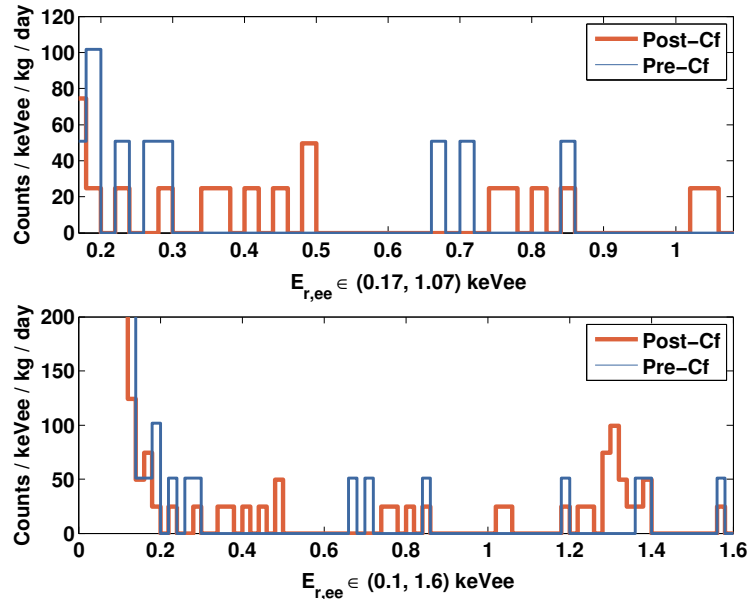 Counts / keVee / kg / day
120
100
80
60
40
20
0
Post−Cf
Pre−Cf
0.2 0.3 0.4 0.5 0.6 0.7 0.8 0.9 1
E_{r,ee} ∈ (0.17, 1.07) keVee
Counts / keVee / kg / day
200
150
100
50
0
Post−Cf
Pre−Cf
0 0.2 0.4 0.6 0.8 1 1.2 1.4 1.6
E_{r,ee} ∈ (0.1, 1.6) keVee